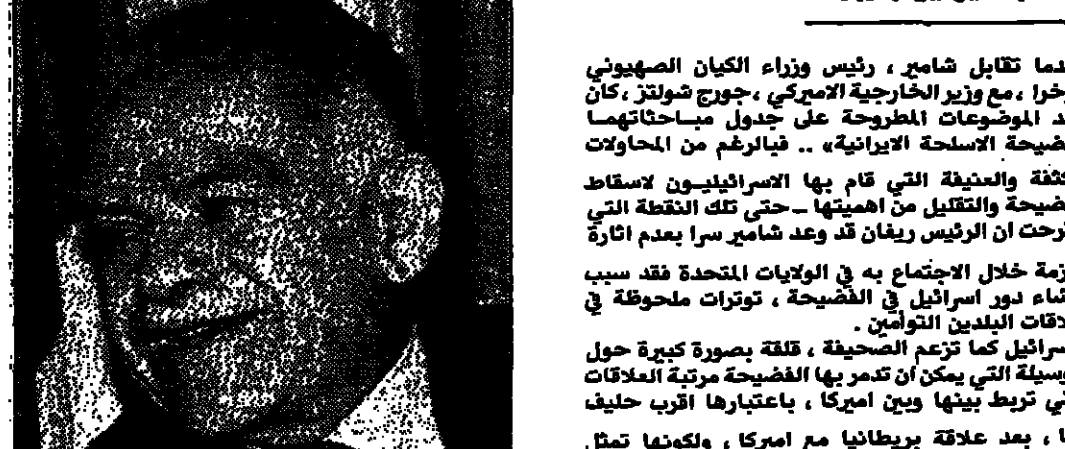 دما تقابل شامير ، رئيس وزراء الكيان الصهيوني
خرا ، مع وزير الخارجية الاميركي ، جورج شولتز ، كان
د الموضوعات المطروحة على جدول مباحثاتهما
ضيحة الاسلحة الايرانية» .. فبالرغم من المحاولات
كثفة والعنيفة التي قام بها الاسرائيليون لاسقاط
ضيحة والتقليل من اهميتها ـ حتى تلك النقطة التي
رحت ان الرئيس ريغان قد وعد شامير سرا بعدم اثارة
زمة خلال الاجتماع به في الولايات المتحدة فقد سبب
شاء دور اسرائيل في الفضيحة ، توترات ملحوظة في
لاقات البلدين التوأمين .
سرائيل كما تزعم الصحيفة ، قلقة بصورة كبيرة حول
وسيلة التي يمكن ان تدمر بها الفضيحة مرتبة العلاقات
تي تربط بينها وبين اميركا ، باعتبارها اقرب حليف
ا ، بعد علاقة بريطانيا مع اميركا ، ولكونها تمثل